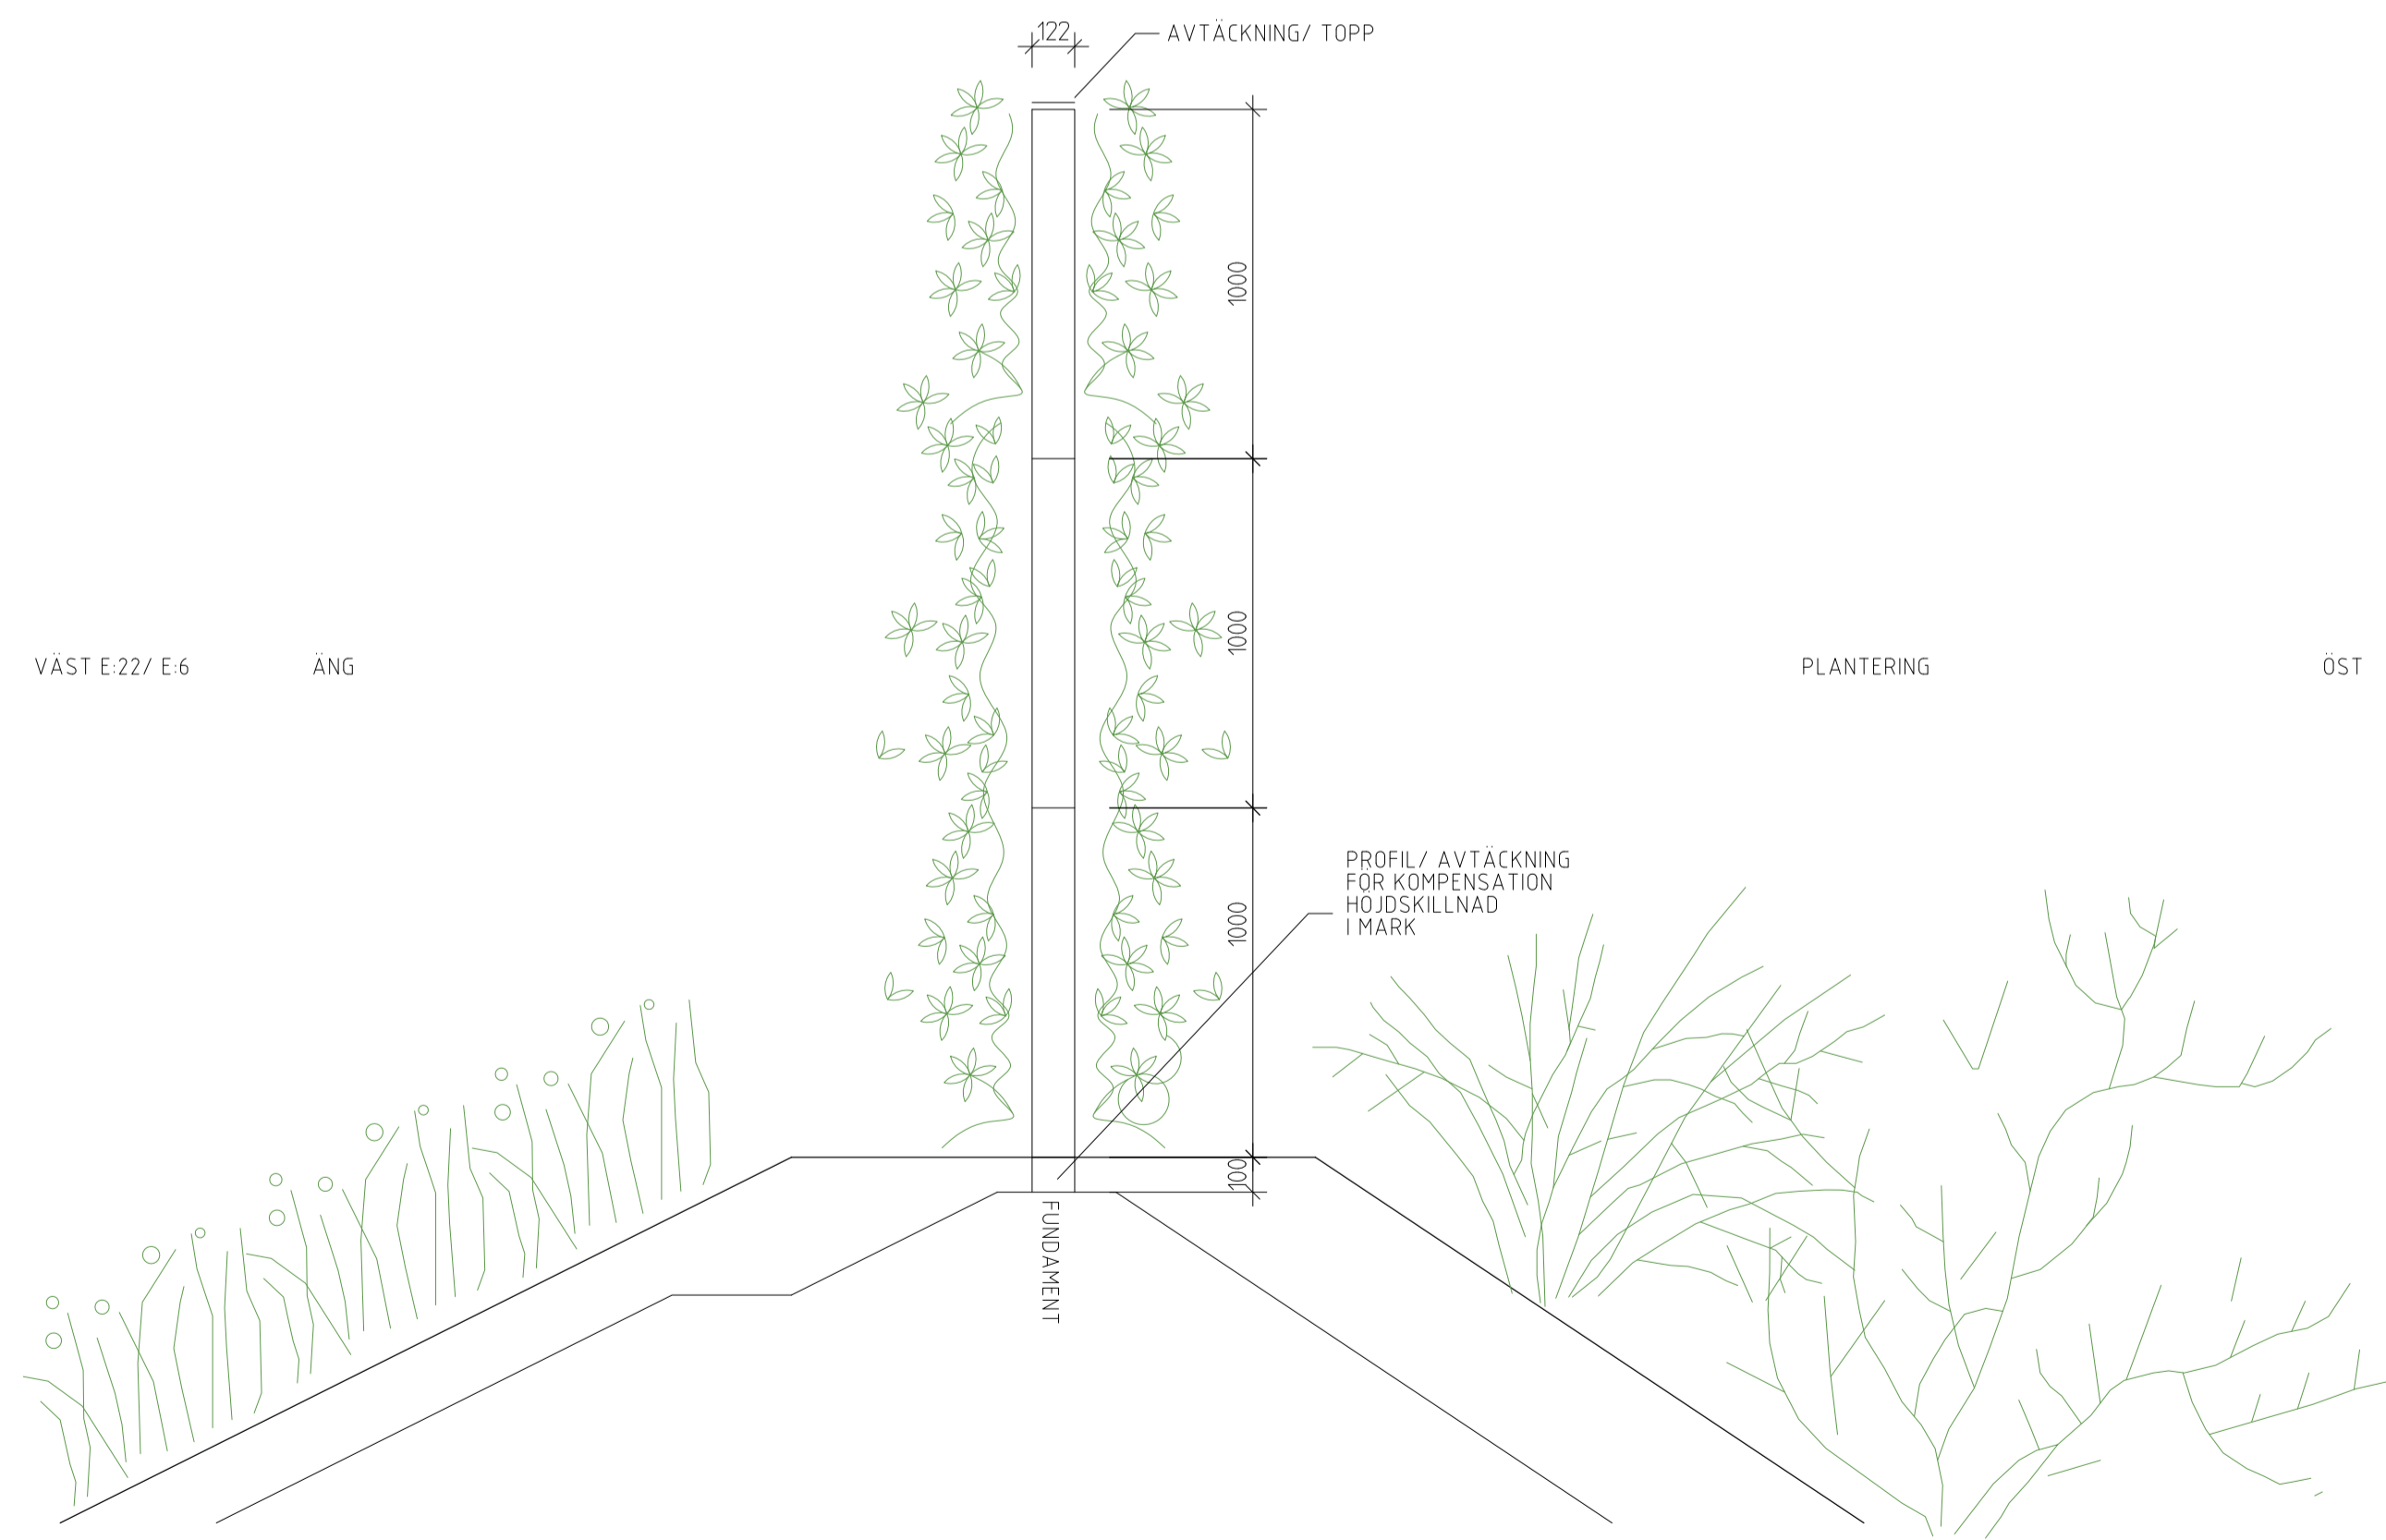 122
AVTÄCKNING/ TOPP
1000
1000
VÄST E:22/ E:6
ÄNG
PLANTERING
ÖST
1000
PROFIL/ AVTÄCKNING
FÖR KOMPENSATION
HÖJDSKILLNAD
I MARK
100
FUNDAMENT